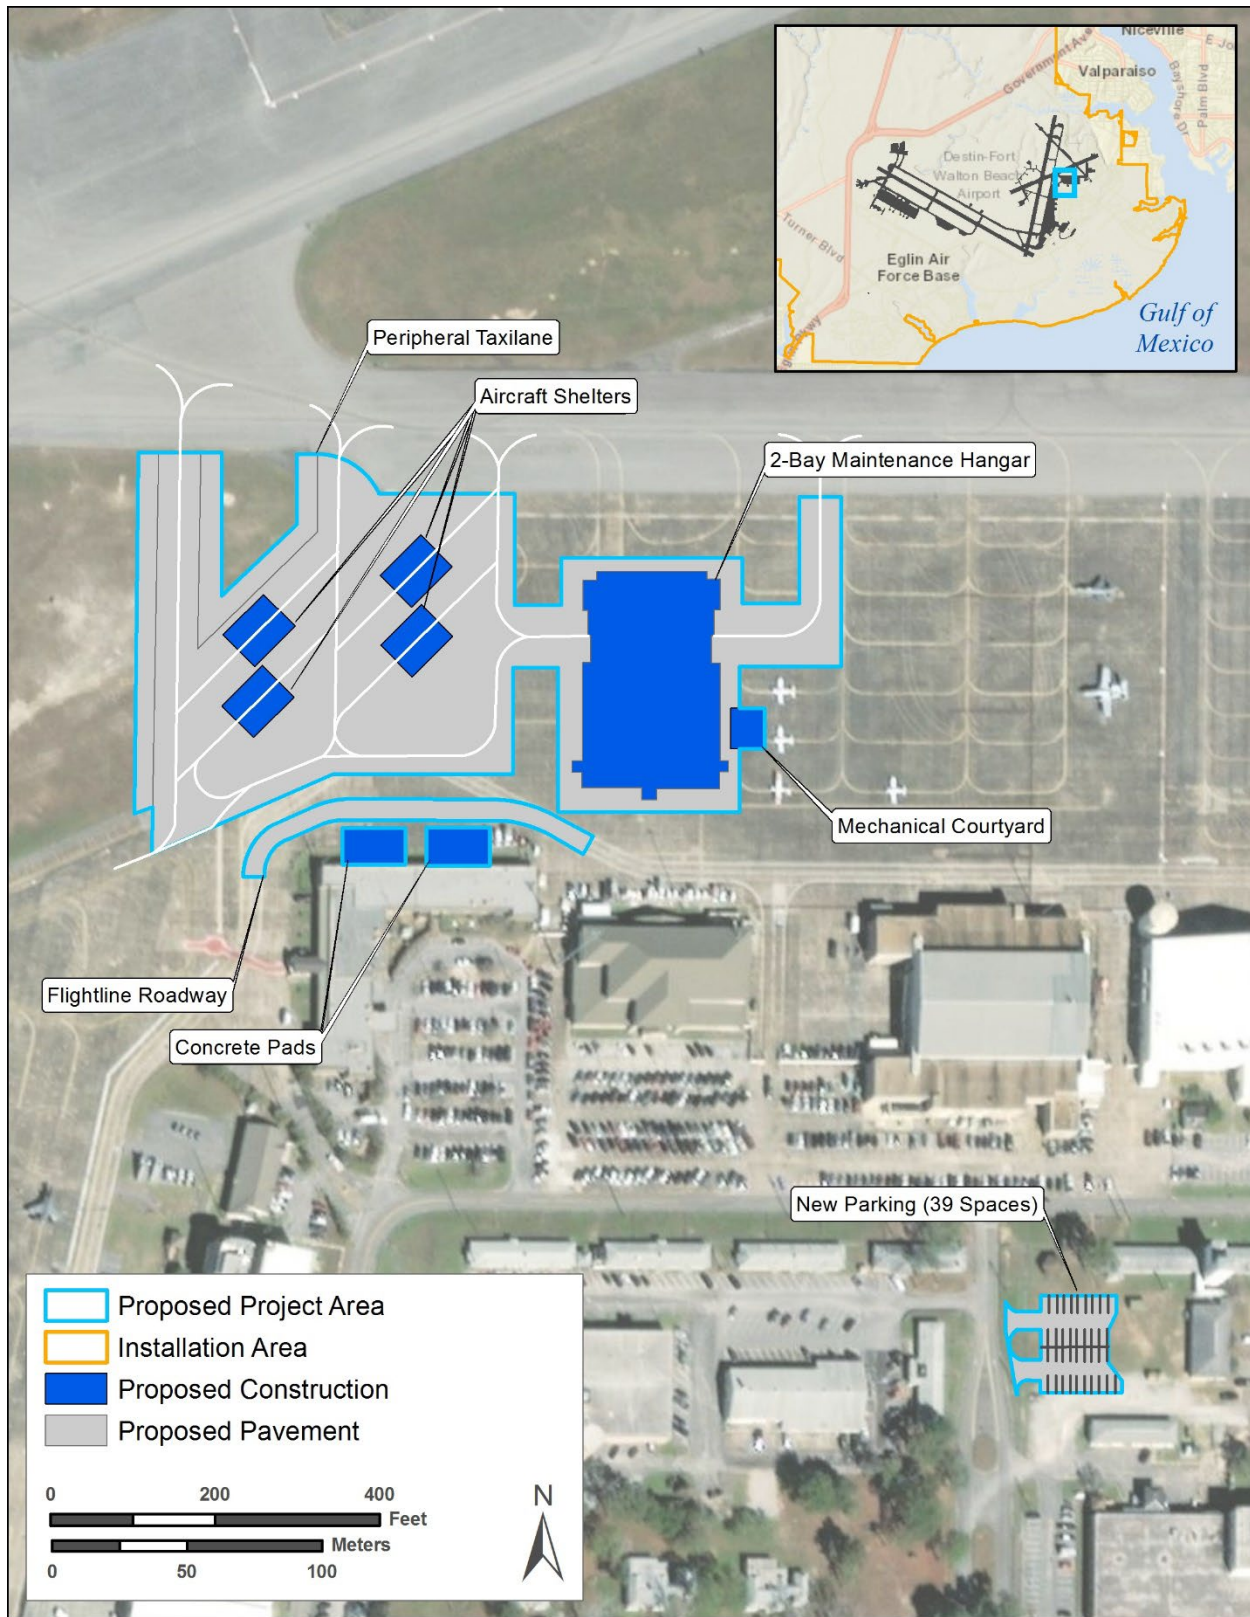 Niceville
E Jo
Government Ave
Valparaiso
Bayshore Dr
Palm Blvd
Destin-Fort
Walton Beach
Airport
Turner Blvd
Eglin Air
Force Base
Gulf of
Mexico
Peripheral Taxilane
Aircraft Shelters
2-Bay Maintenance Hangar
Mechanical Courtyard
Flightline Roadway
Concrete Pads
New Parking (39 Spaces)
Proposed Project Area
Installation Area
Proposed Construction
Proposed Pavement
0 200 400
Feet
Meters
0 50 100
N